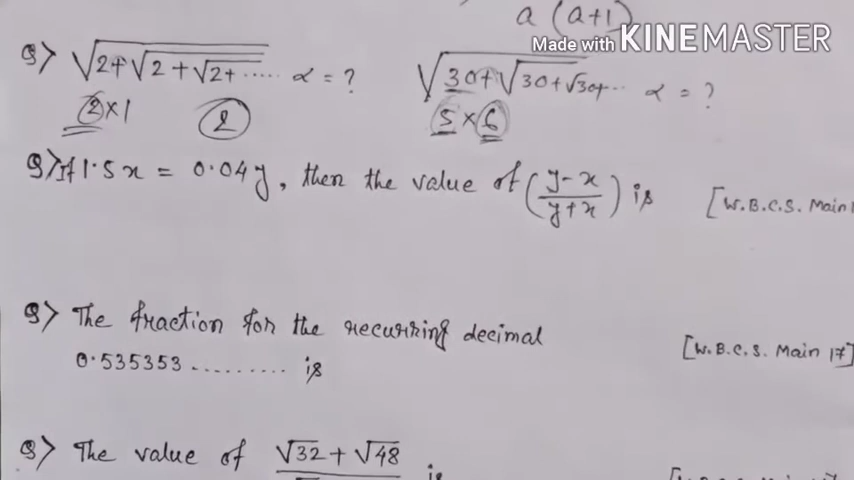 a (a+1)
Made with KINEMASTER
Q> √2+√2+√2+..... α = ?
√30+√30+√30+... α = ?
2×1 2
5 × 6
Q> If 1.5x = 0.04y, then the value of (y-x/y+x) is [W.B.C.S. Main 1
Q> The fraction for the recurring decimal [W.B.C.S. Main 17]
0.535353 .......... is
Q> The value of √32+√48 is